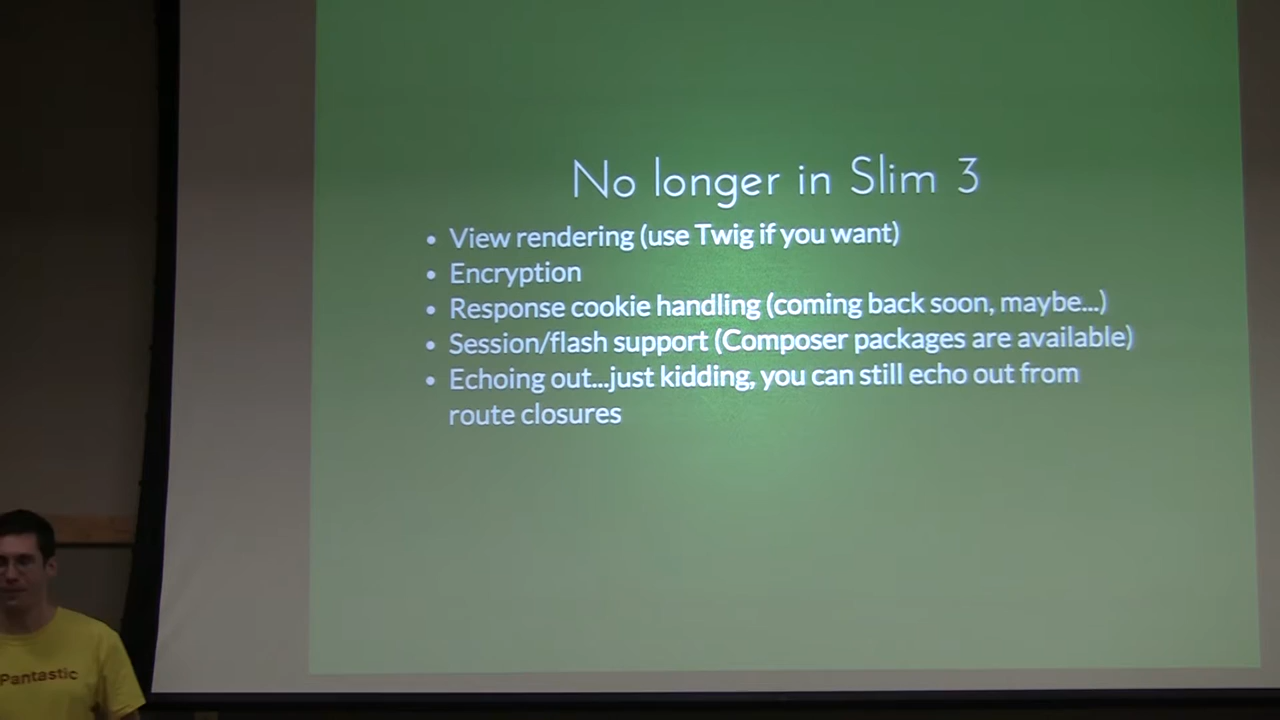 No longer in Slim 3
• View rendering (use Twig if you want)
• Encryption
• Response cookie handling (coming back soon, maybe...)
• Session/flash support (Composer packages are available)
• Echoing out...just kidding, you can still echo out from
route closures
Pantastic